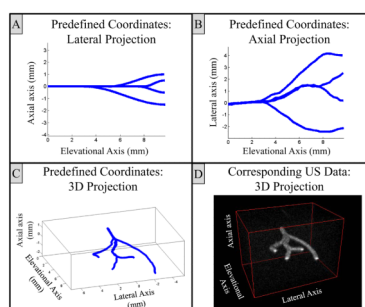 A
Predefined Coordinates:
Lateral Projection
Axial axis (mm)
3
2
1
0
-1
-2
-3
0
2
4
6
8
Elevational Axis
(mm)
B
Predefined Coordinates:
Axial Projection
Lateral axis (mm)
4
3
2
1
0
-1
-2
0
2
4
6
8
Elevational Axis
(mm)
C
Predefined Coordinates:
3D Projection
Axial axis
(mm)
Elevational
Axis (mm)
Lateral Axis
(mm)
D
Corresponding US Data:
3D Projection
Axial axis
Elevational
Axis
Lateral Axis